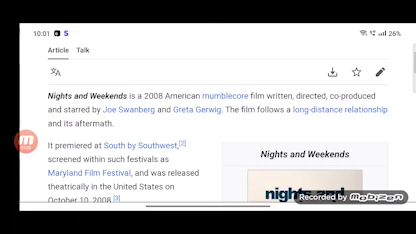 10:01 S 26%
Article Talk
Nights and Weekends is a 2008 American mumblecore film written, directed, co-produced
and starred by Joe Swanberg and Greta Gerwig. The film follows a long-distance relationship
and its aftermath.
It premiered at South by Southwest,[2]
screened within such festivals as
Maryland Film Festival, and was released
theatrically in the United States on
October 10, 2008.[3]
Nights and Weekends
nights and
Recorded by Mobizen